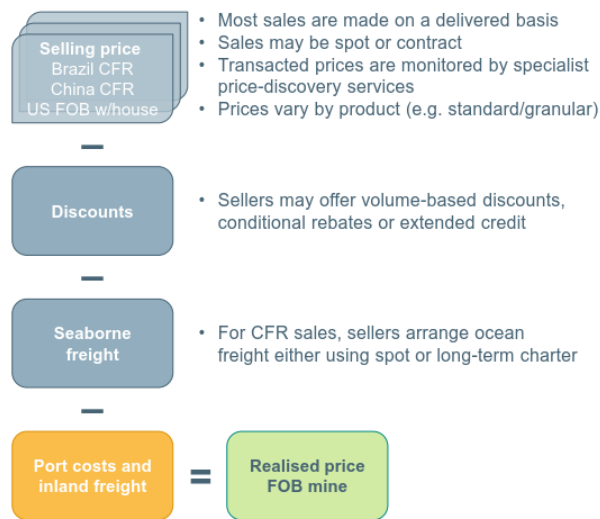 Selling price
Brazil CFR
China CFR
US FOB w/house
• Most sales are made on a delivered basis
• Sales may be spot or contract
• Transacted prices are monitored by specialist
price-discovery services
• Prices vary by product (e.g. standard/granular)
–
Discounts
• Sellers may offer volume-based discounts,
conditional rebates or extended credit
–
Seaborne
freight
• For CFR sales, sellers arrange ocean
freight either using spot or long-term charter
–
Port costs and
inland freight
=
Realised price
FOB mine